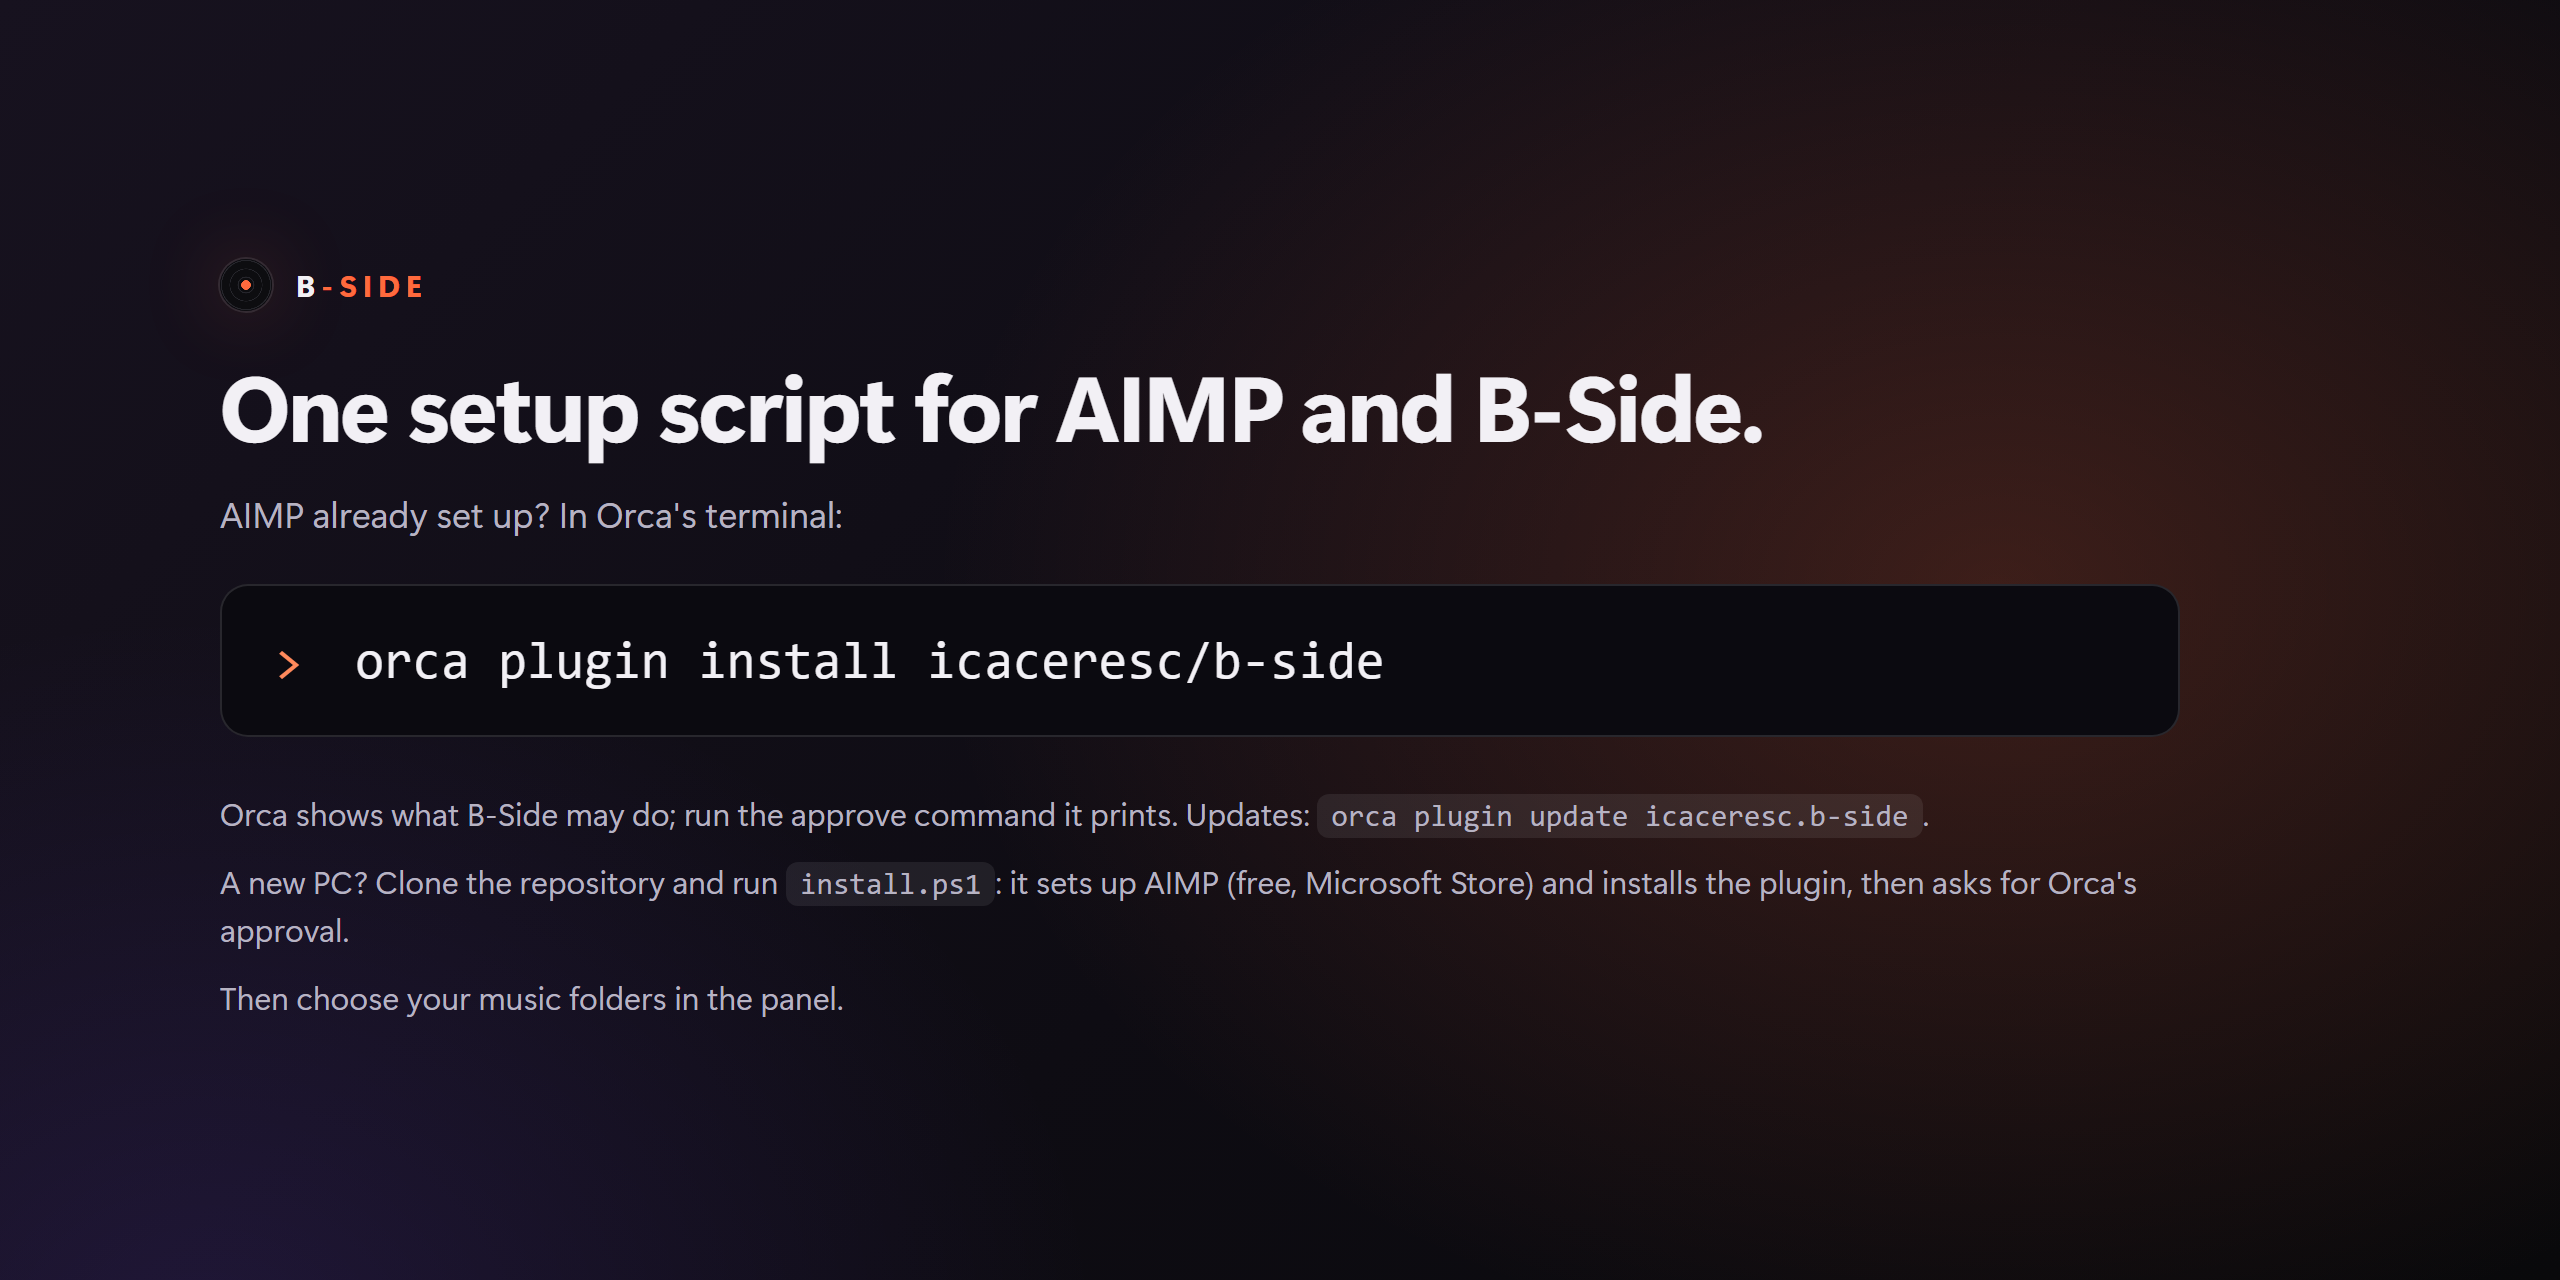 B-SIDE
One setup script for AIMP and B-Side.
AIMP already set up? In Orca's terminal:
> orca plugin install icaceresc/b-side
Orca shows what B-Side may do; run the approve command it prints. Updates: orca plugin update icaceresc.b-side.
A new PC? Clone the repository and run install.ps1: it sets up AIMP (free, Microsoft Store) and installs the plugin, then asks for Orca's
approval.
Then choose your music folders in the panel.